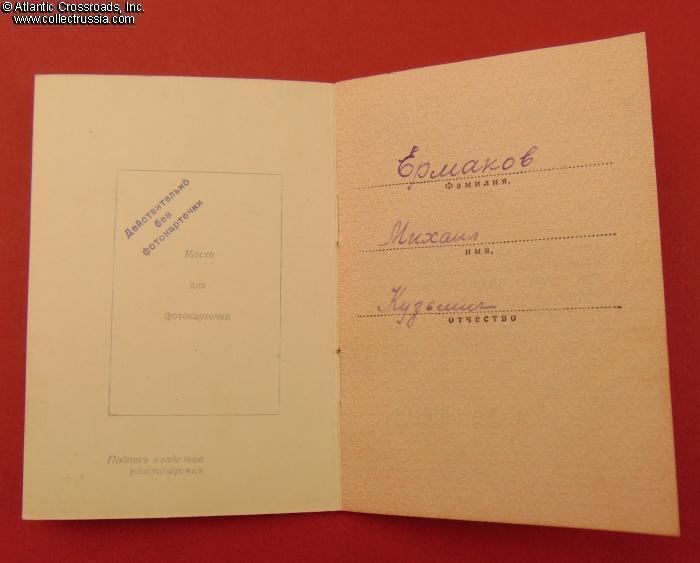 © Atlantic Crossroads, Inc.
www.collectrussia.com
Действительно
без
фотокарточки
Место
для
фотокарточки
Подпись владельца
удостоверения
Ермаков
Фамилия,
Михаил
имя,
Кузьмич
отчество